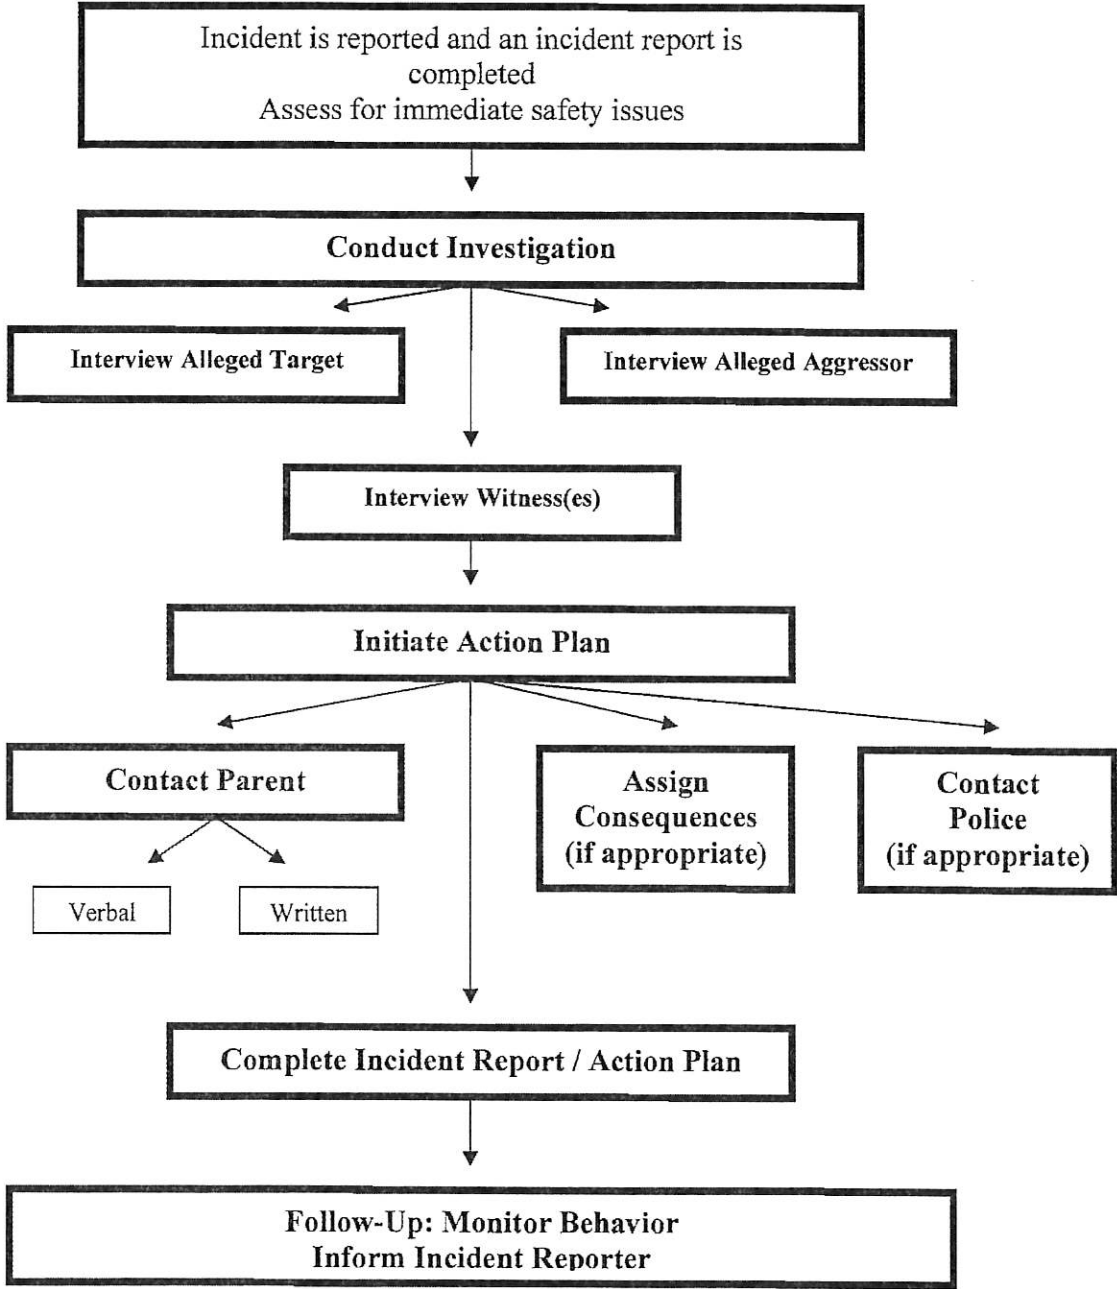 Incident is reported and an incident report is
completed
Assess for immediate safety issues
Conduct Investigation
Interview Alleged Target
Interview Alleged Aggressor
Interview Witness(es)
Initiate Action Plan
Contact Parent
Assign
Consequences
(if appropriate)
Contact
Police
(if appropriate)
Verbal
Written
Complete Incident Report / Action Plan
Follow-Up: Monitor Behavior
Inform Incident Reporter